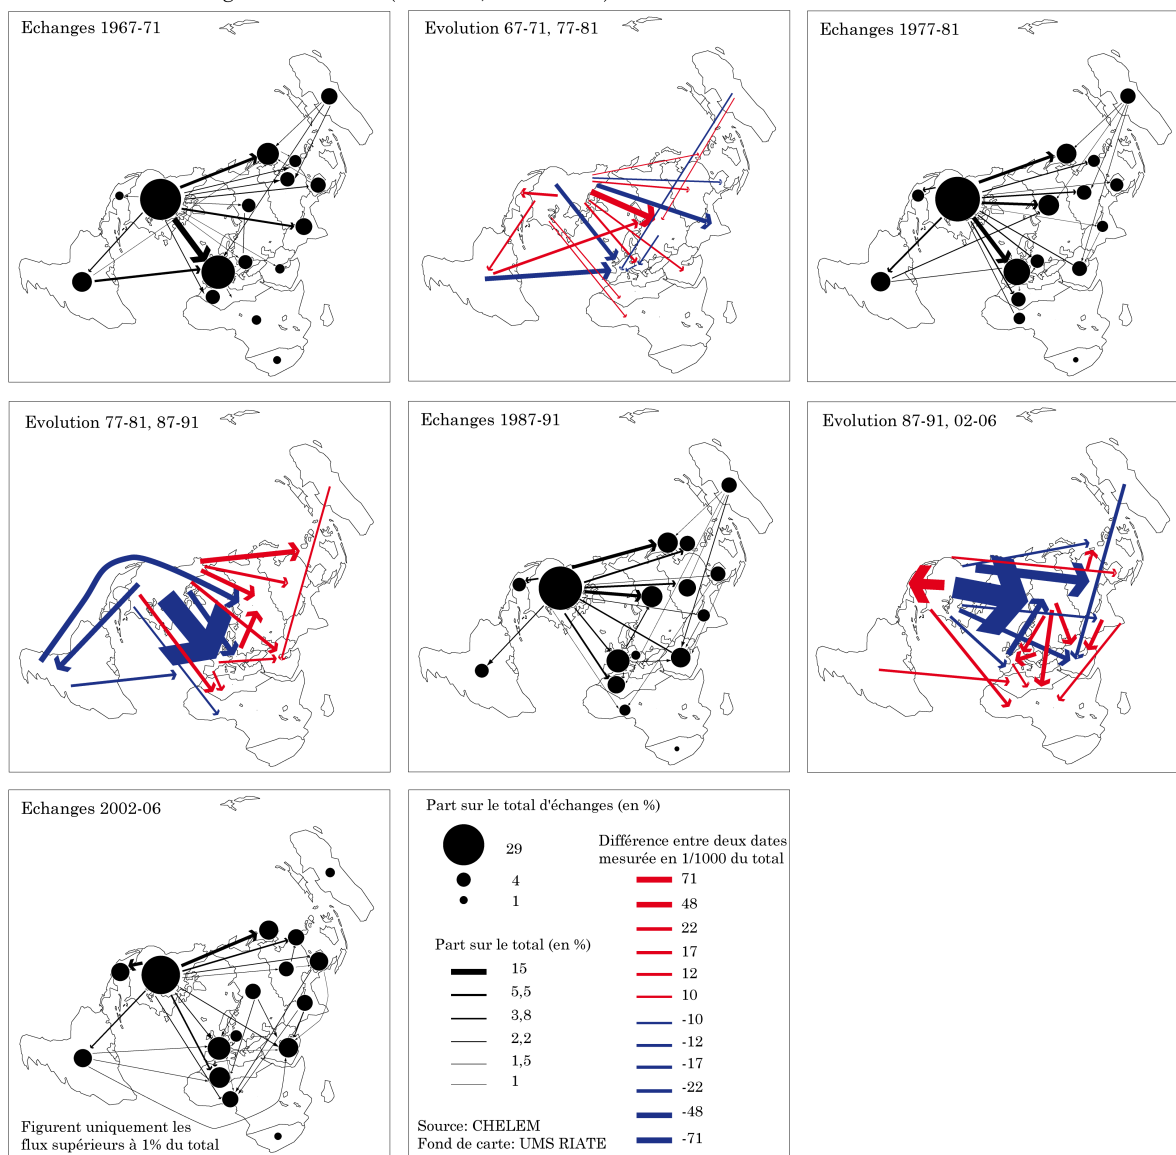 Echanges 1967-71
Evolution 67-71, 77-81
Echanges 1977-81
Evolution 77-81, 87-91
Echanges 1987-91
Evolution 87-91, 02-06
Echanges 2002-06
Figurent uniquement les
flux supérieurs à 1% du total
Part sur le total d'échanges (en %)
29
4
1
Part sur le total (en %)
15
5,5
3,8
2,2
1,5
1
Différence entre deux dates
mesurée en 1/1000 du total
71
48
22
17
12
10
-10
-12
-17
-22
-48
-71
Source: CHELEM
Fond de carte: UMS RIATE